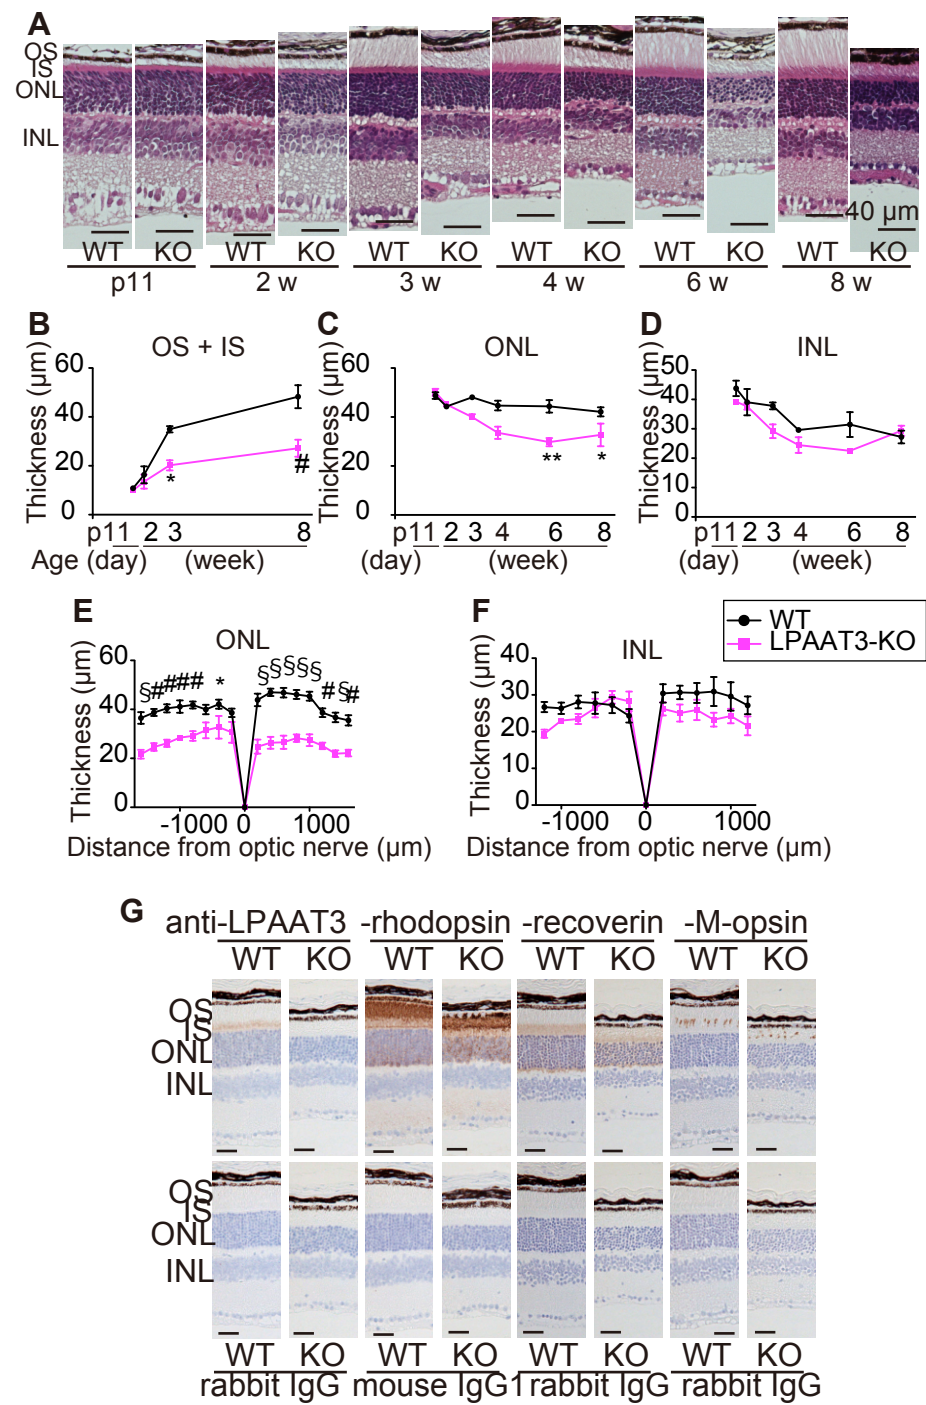 A
OS
IS
ONL
INL
40 μm
WT KO WT KO WT KO WT KO WT KO WT KO
p11 2 w 3 w 4 w 6 w 8 w
B
OS + IS
Thickness (μm)
60
40
20
0
*
#
p11 2 3 8
Age (day) (week)
C
ONL
Thickness (μm)
60
40
20
0
**
*
p11 2 3 4 6 8
(day) (week)
D
INL
Thickness (μm)
50
40
30
20
10
0
p11 2 3 4 6 8
(day) (week)
E
ONL
Thickness (μm)
60
40
20
0
§#####*
§§§§§#§#
-1000 0 1000
Distance from optic nerve (μm)
F
INL
Thickness (μm)
40
30
20
10
0
-1000 0 1000
Distance from optic nerve (μm)
WT
LPAAT3-KO
G
anti-LPAAT3 -rhodopsin -recoverin -M-opsin
WT KO WT KO WT KO WT KO
OS
IS
ONL
INL
OS
IS
ONL
INL
WT KO WT KO WT KO WT KO
rabbit IgG mouse IgG1 rabbit IgG rabbit IgG